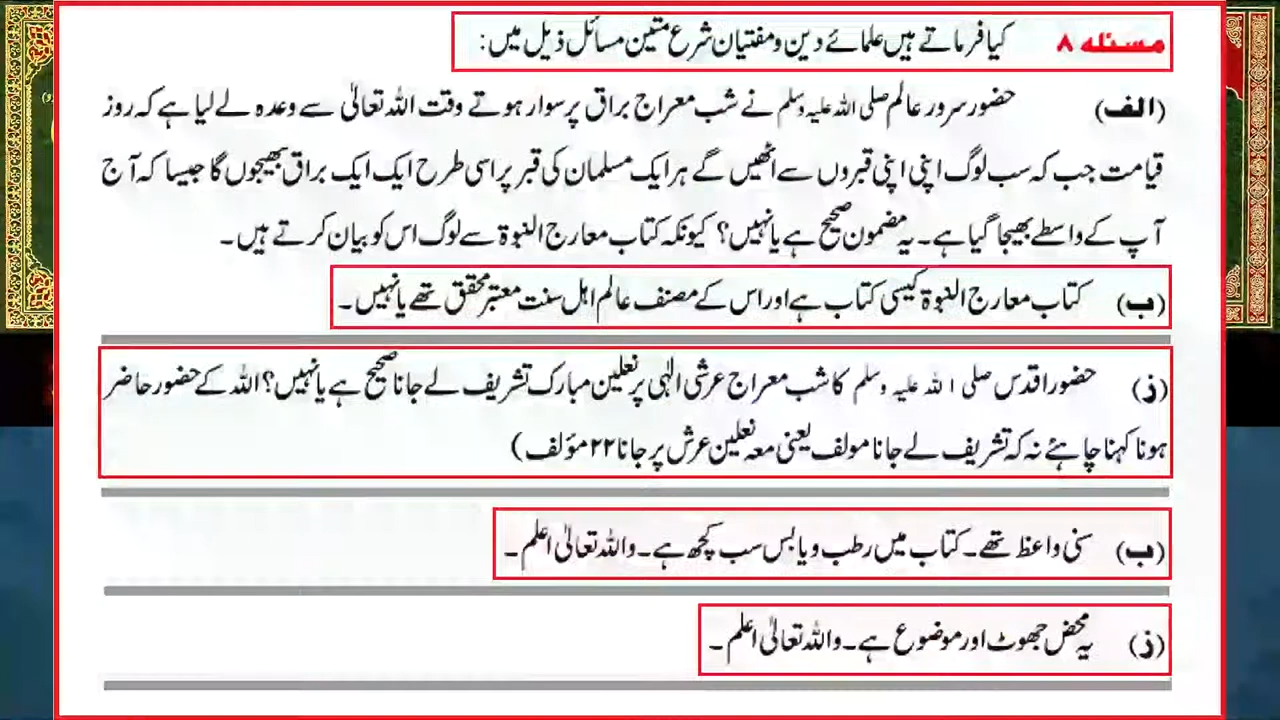 مسئلہ ۸ کیا فرماتے ہیں علمائے دین و مفتیان شرع متین مسائل ذیل میں:
(الف) حضور سرور عالم صلی اللہ علیہ وسلم نے شب معراج براق پر سوار ہوتے وقت اللہ تعالیٰ سے وعدہ لے لیا ہے کہ روز
قیامت جب کہ سب لوگ اپنی اپنی قبروں سے اٹھیں گے ہر ایک مسلمان کی قبر پر اسی طرح ایک ایک براق بھیجوں گا جیسا کہ آج
آپ کے واسطے بھیجا گیا ہے۔ یہ مضمون صحیح ہے یا نہیں؟ کیونکہ کتاب معارج النبوۃ سے لوگ اس کو بیان کرتے ہیں۔
(ب) کتاب معارج النبوۃ کیسی کتاب ہے اور اس کے مصنف عالم اہل سنت معتبر محقق تھے یا نہیں۔
(ذ) حضور اقدس صلی اللہ علیہ وسلم کا شب معراج عرش الٰہی پر نعلین مبارک تشریف لے جانا صحیح ہے یا نہیں؟ اللہ کے حضور حاضر
ہونا کہنا چاہئے نہ کہ تشریف لے جانا مولف یعنی معہ نعلین عرش پر جانا ۲۲ مؤلف)
(ب) سنی واعظ تھے۔ کتاب میں رطب و یابس سب کچھ ہے۔ واللہ تعالیٰ اعلم۔
(ذ) یہ محض جھوٹ اور موضوع ہے۔ واللہ تعالیٰ اعلم۔